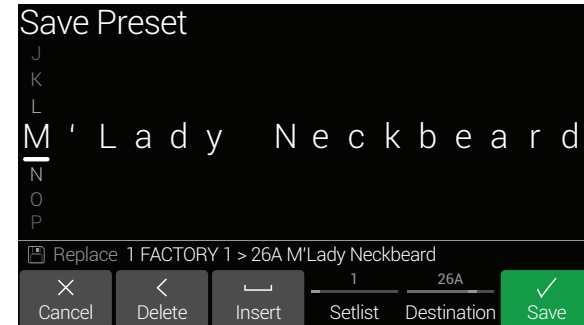 Save Preset
J
K
L
M ' L a d y   N e c k b e a r d
N
O
P
Replace 1 FACTORY 1 > 26A M'Lady Neckbeard
1 26A
Cancel Delete Insert Setlist Destination Save